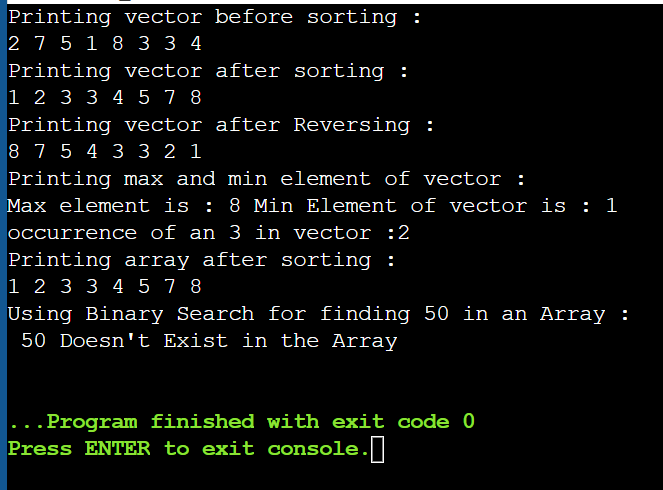 Printing vector before sorting :
2 7 5 1 8 3 3 4
Printing vector after sorting :
1 2 3 3 4 5 7 8
Printing vector after Reversing :
8 7 5 4 3 3 2 1
Printing max and min element of vector :
Max element is : 8 Min Element of vector is : 1
occurrence of an 3 in vector :2
Printing array after sorting :
1 2 3 3 4 5 7 8
Using Binary Search for finding 50 in an Array :
 50 Doesn't Exist in the Array
...Program finished with exit code 0
Press ENTER to exit console.